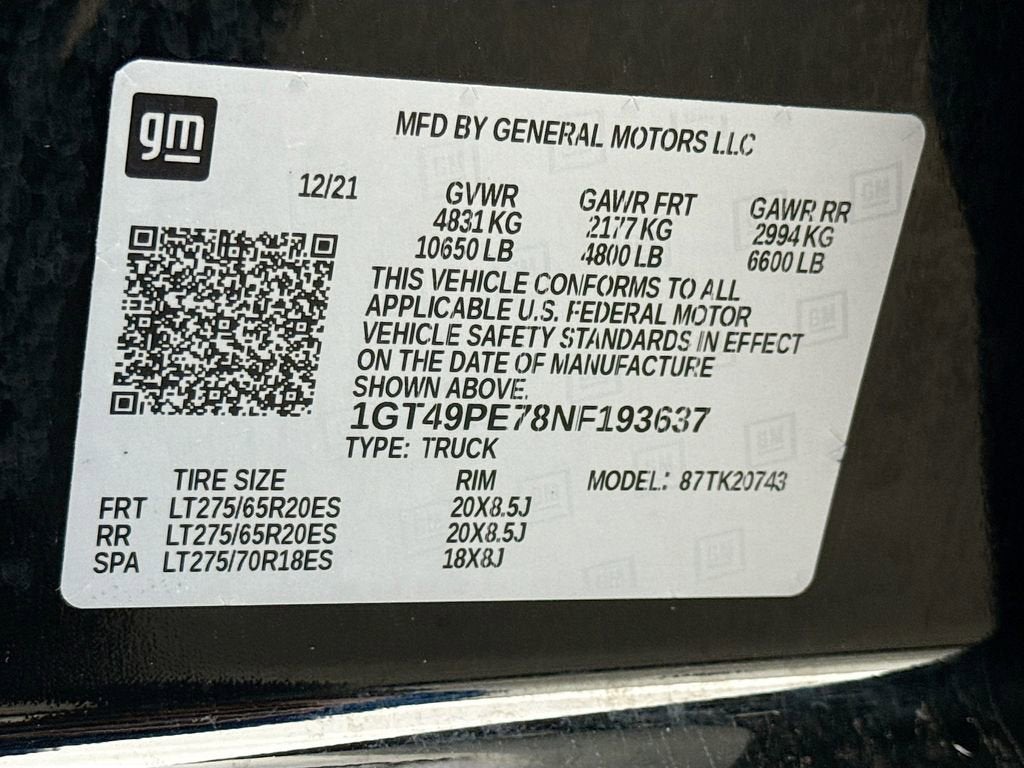 gm
MFD BY GENERAL MOTORS LLC
12/21 GVWR GAWR FRT GAWR RR
4831 KG 2177 KG 2994 KG
10650 LB 4800 LB 6600 LB
THIS VEHICLE CONFORMS TO ALL
APPLICABLE U.S. FEDERAL MOTOR
VEHICLE SAFETY STANDARDS IN EFFECT
ON THE DATE OF MANUFACTURE
SHOWN ABOVE.
1GT49PE78NF193637
TYPE: TRUCK
TIRE SIZE RIM MODEL: 87TK20743
FRT LT275/65R20ES 20X8.5J
RR LT275/65R20ES 20X8.5J
SPA LT275/70R18ES 18X8J